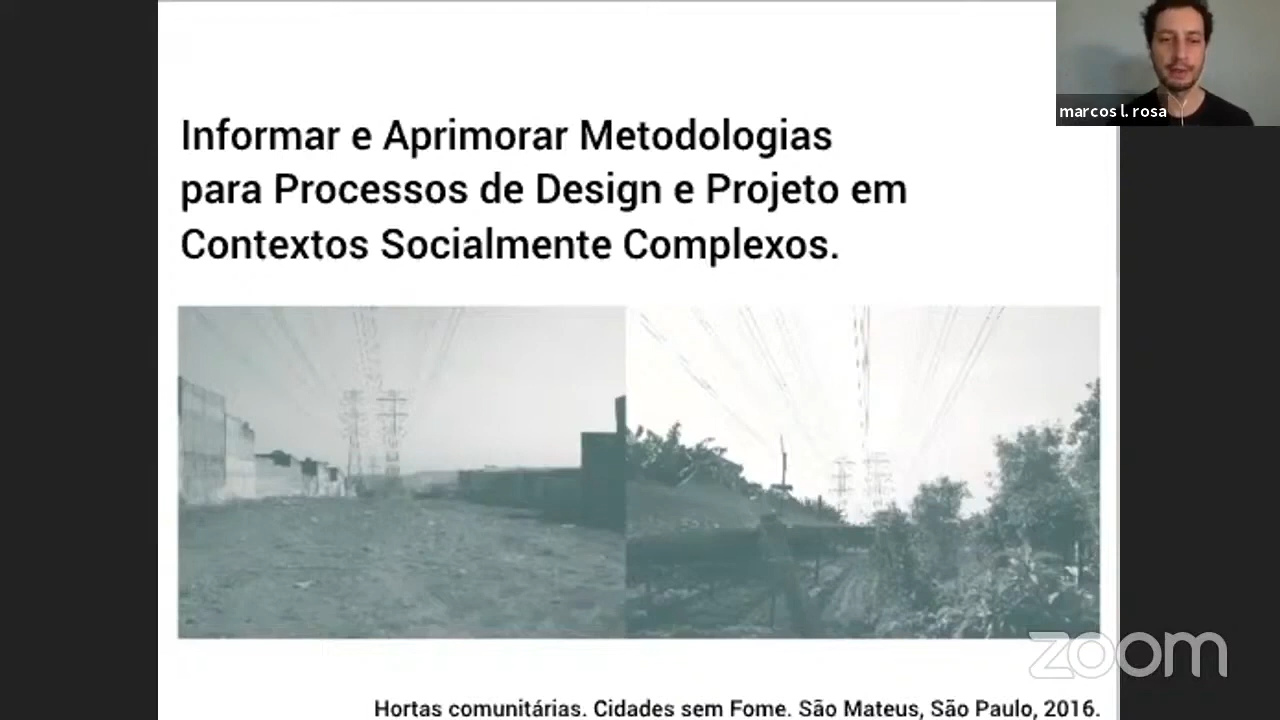 marcos l. rosa
Informar e Aprimorar Metodologias
para Processos de Design e Projeto em
Contextos Socialmente Complexos.
zoom
Hortas comunitárias. Cidades sem Fome. São Mateus, São Paulo, 2016.